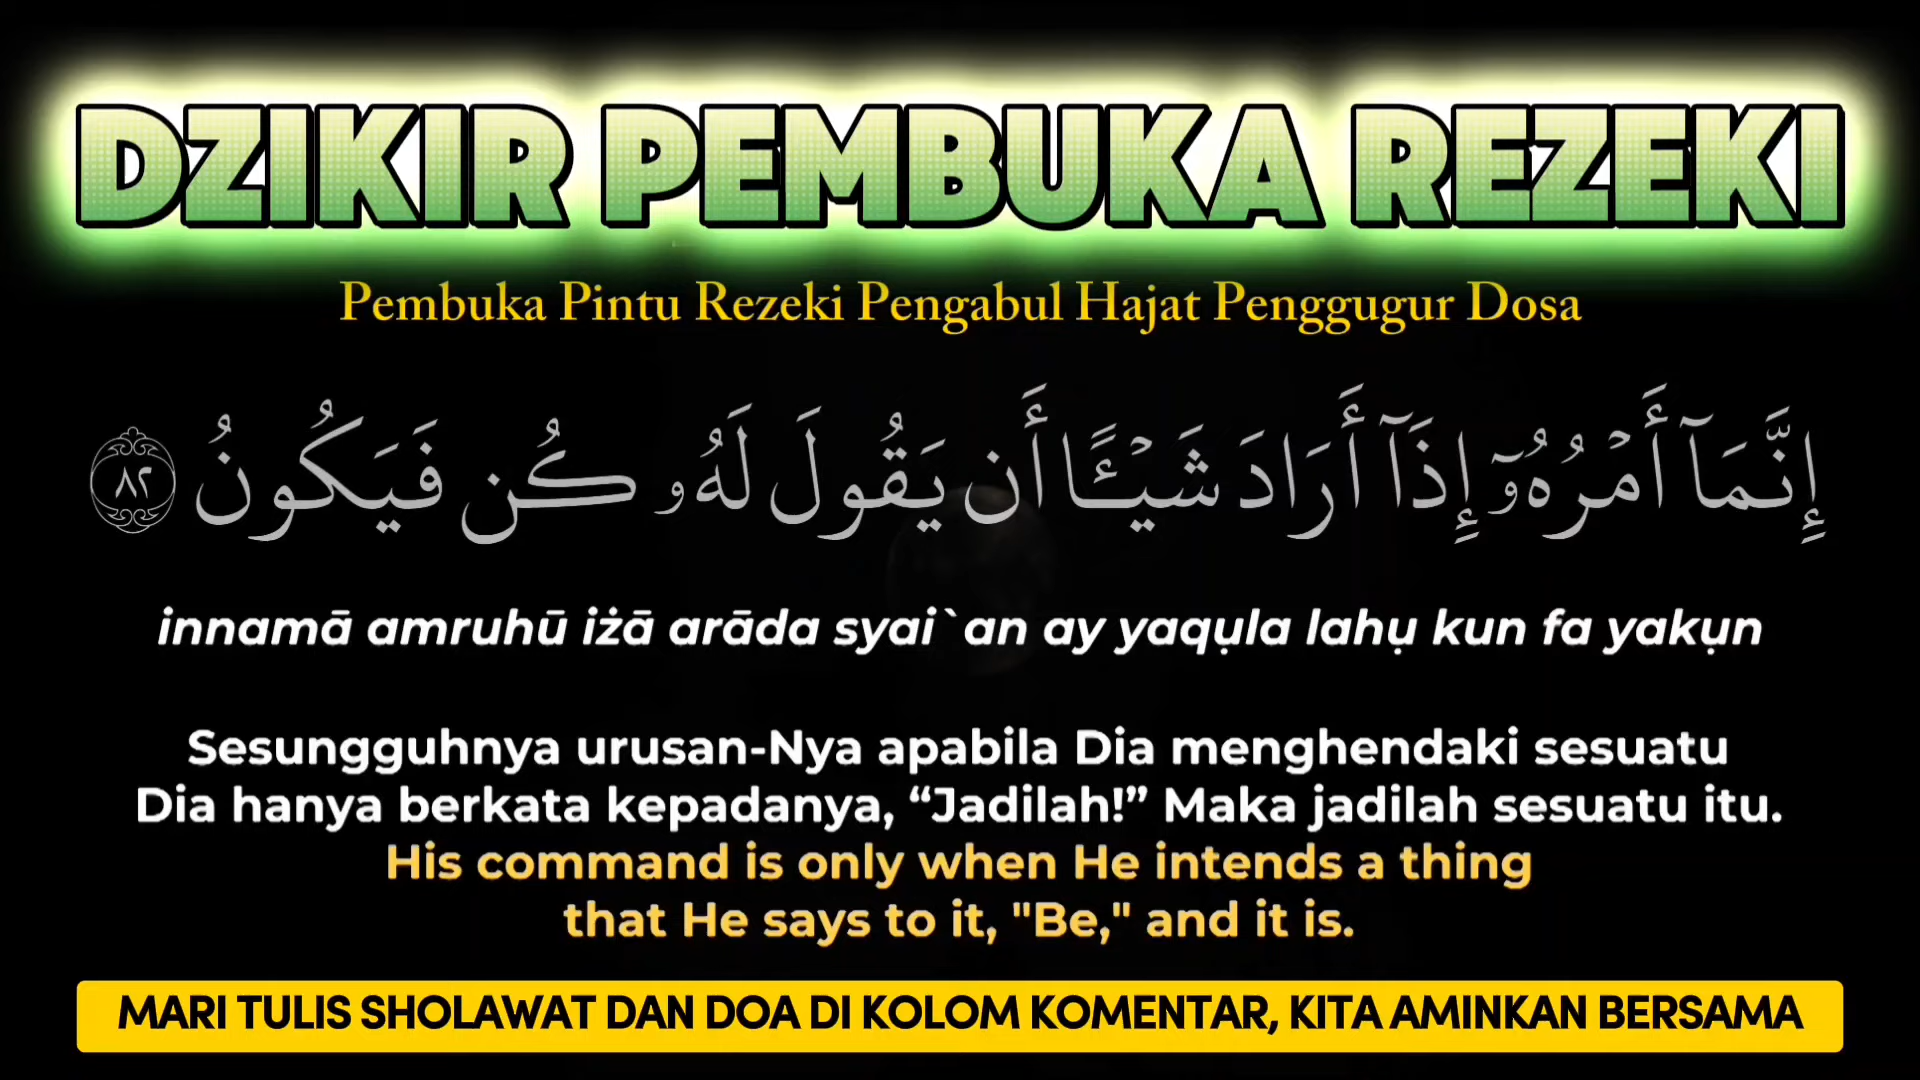 DZIKIR PEMBUKA REZEKI
Pembuka Pintu Rezeki Pengabul Hajat Penggugur Dosa
إِنَّمَآ أَمْرُهُۥٓ إِذَآ أَرَادَ شَيْـًٔا أَن يَقُولَ لَهُۥ كُن فَيَكُونُ ٨٢
innamā amruhū iżā arāda syai`an ay yaqụla lahụ kun fa yakụn
Sesungguhnya urusan-Nya apabila Dia menghendaki sesuatu
Dia hanya berkata kepadanya, “Jadilah!” Maka jadilah sesuatu itu.
His command is only when He intends a thing
that He says to it, "Be," and it is.
MARI TULIS SHOLAWAT DAN DOA DI KOLOM KOMENTAR, KITA AMINKAN BERSAMA